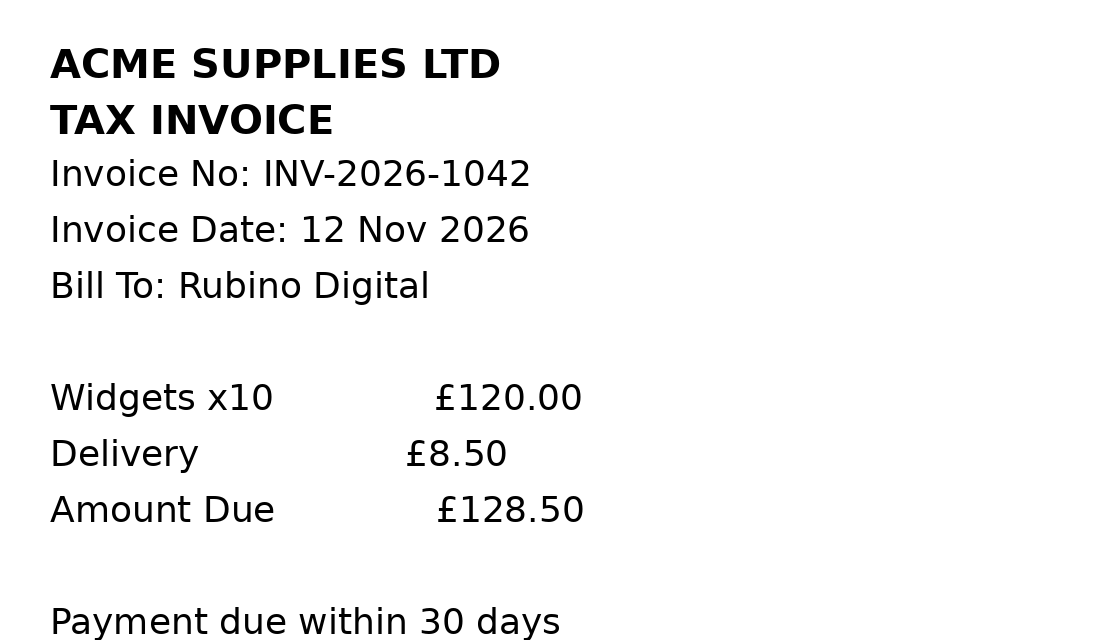 ACME SUPPLIES LTD
TAX INVOICE
Invoice No: INV-2026-1042
Invoice Date: 12 Nov 2026
Bill To: Rubino Digital
Widgets x10 £120.00
Delivery £8.50
Amount Due £128.50
Payment due within 30 days